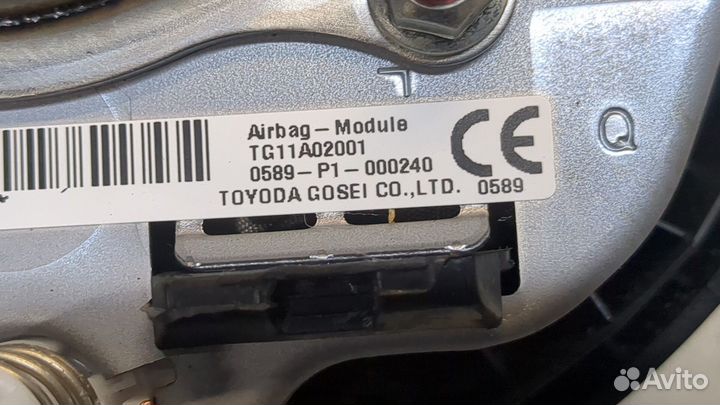 Airbag-Module
TG11A02001
0589-P1-000240
TOYODA GOSEI CO.,LTD.
CE
0589
Q
Avito